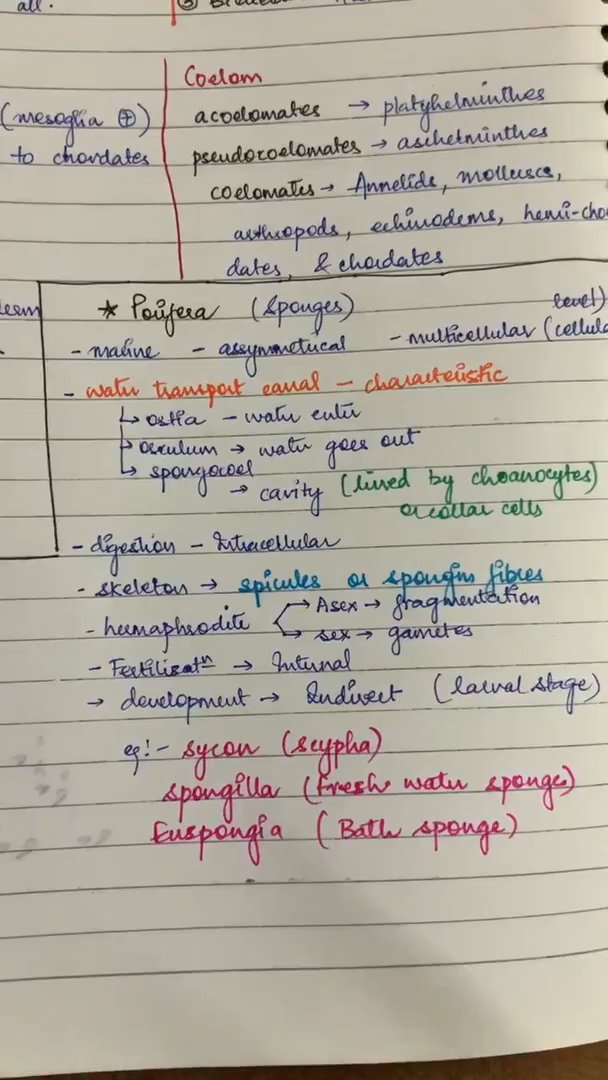 all.
Coelom
(mesoglia +)
to chordates
acoelomates → platyhelminthes
pseudocoelomates → aschelminthes
coelomates → Annelids, molluscs,
arthropods, echinoderms, hemi-cho
dates, & chordates
* Porifera (Sponges)
level)
- marine - assymmetrical - multicellular (cellula
- water transport canal - characteristic
↳ ostia - water enter
↳ osculum → water goes out
↳ spongocoel
→ cavity (lined by choanocytes)
or collar cells
- digestion - Intracellular
- skeleton → spicules or spongin fibres
- hermaphrodite → Asex → fragmentation
→ sex → gametes
- Fertilizatn → Internal
→ development → Indirect (larval stage)
eg:- sycon (scypha)
spongilla (Fresh water sponge)
Euspongia (Bath sponge)